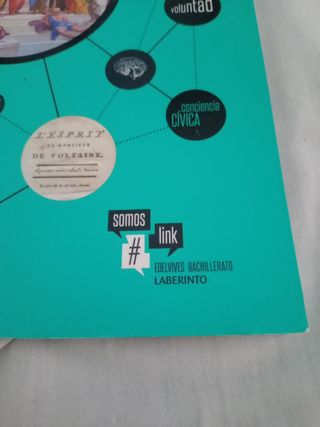 voluntad
conciencia
CÍVICA
L'ESPRIT
DE MONSIEUR
DE VOLTAIRE,
somos
link
#
EDELVIVES BACHILLERATO
LABERINTO